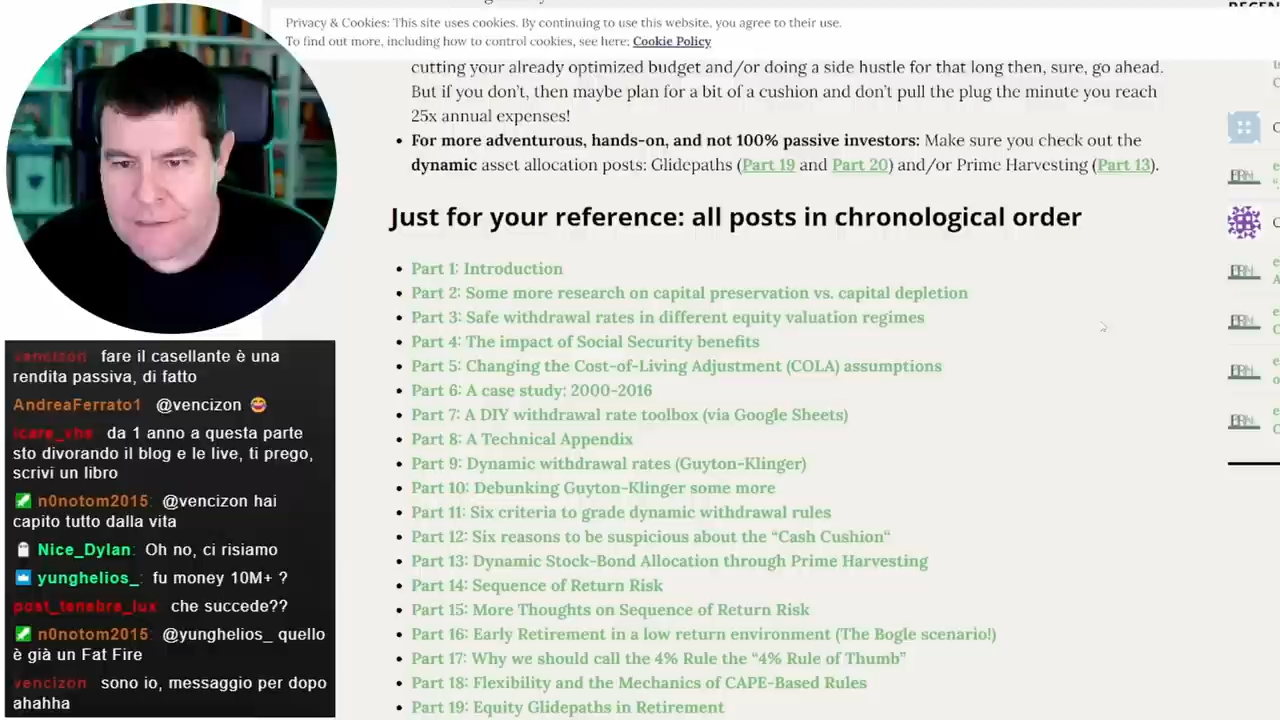 Privacy & Cookies: This site uses cookies. By continuing to use this website, you agree to their use.
To find out more, including how to control cookies, see here: Cookie Policy
cutting your already optimized budget and/or doing a side hustle for that long then, sure, go ahead.
But if you don't, then maybe plan for a bit of a cushion and don't pull the plug the minute you reach
25x annual expenses!
• For more adventurous, hands-on, and not 100% passive investors: Make sure you check out the
dynamic asset allocation posts: Glidepaths (Part 19 and Part 20) and/or Prime Harvesting (Part 13).
Just for your reference: all posts in chronological order
• Part 1: Introduction
• Part 2: Some more research on capital preservation vs. capital depletion
• Part 3: Safe withdrawal rates in different equity valuation regimes
• Part 4: The impact of Social Security benefits
• Part 5: Changing the Cost-of-Living Adjustment (COLA) assumptions
• Part 6: A case study: 2000-2016
• Part 7: A DIY withdrawal rate toolbox (via Google Sheets)
• Part 8: A Technical Appendix
• Part 9: Dynamic withdrawal rates (Guyton-Klinger)
• Part 10: Debunking Guyton-Klinger some more
• Part 11: Six criteria to grade dynamic withdrawal rules
• Part 12: Six reasons to be suspicious about the “Cash Cushion“
• Part 13: Dynamic Stock-Bond Allocation through Prime Harvesting
• Part 14: Sequence of Return Risk
• Part 15: More Thoughts on Sequence of Return Risk
• Part 16: Early Retirement in a low return environment (The Bogle scenario!)
• Part 17: Why we should call the 4% Rule the “4% Rule of Thumb”
• Part 18: Flexibility and the Mechanics of CAPE-Based Rules
• Part 19: Equity Glidepaths in Retirement
vencizon fare il casellante è una
rendita passiva, di fatto
AndreaFerrato1 @vencizon 😄
icare_vhs da 1 anno a questa parte
sto divorando il blog e le live, ti prego,
scrivi un libro
n0notom2015: @vencizon hai
capito tutto dalla vita
Nice_Dylan: Oh no, ci risiamo
yunghelios_: fu money 10M+ ?
post_tenebra_lux che succede??
n0notom2015: @yunghelios_ quello
è già un Fat Fire
vencizon sono io, messaggio per dopo
ahahha